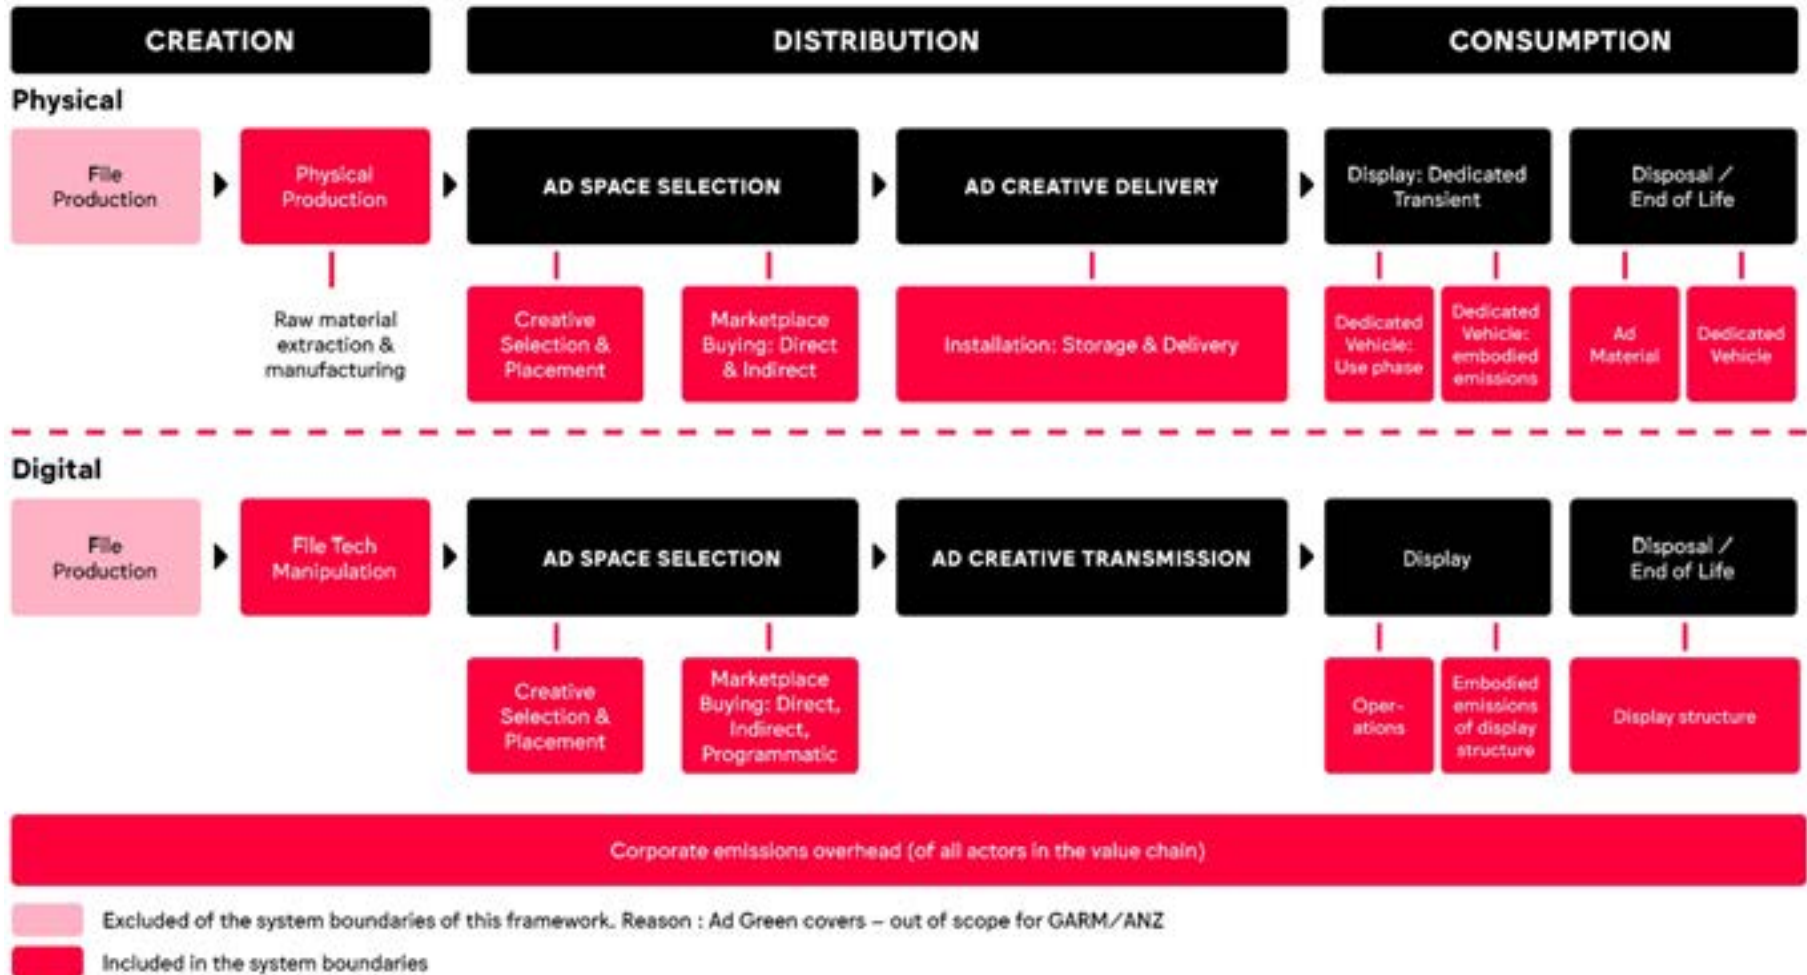 CREATION
DISTRIBUTION
CONSUMPTION
Physical
File
Production
Physical
Production
AD SPACE SELECTION
AD CREATIVE DELIVERY
Display: Dedicated
Transient
Disposal /
End of Life
Raw material
extraction &
manufacturing
Creative
Selection &
Placement
Marketplace
Buying: Direct
& Indirect
Installation: Storage & Delivery
Dedicated
Vehicle:
Use phase
Dedicated
Vehicle:
embodied
emissions
Ad
Material
Dedicated
Vehicle
Digital
File
Production
File Tech
Manipulation
AD SPACE SELECTION
AD CREATIVE TRANSMISSION
Display
Disposal /
End of Life
Creative
Selection &
Placement
Marketplace
Buying: Direct,
Indirect,
Programmatic
Oper-
ations
Embodied
emissions
of display
structure
Display structure
Corporate emissions overhead (of all actors in the value chain)
Excluded of the system boundaries of this framework. Reason : Ad Green covers – out of scope for GARM/ANZ
Included in the system boundaries